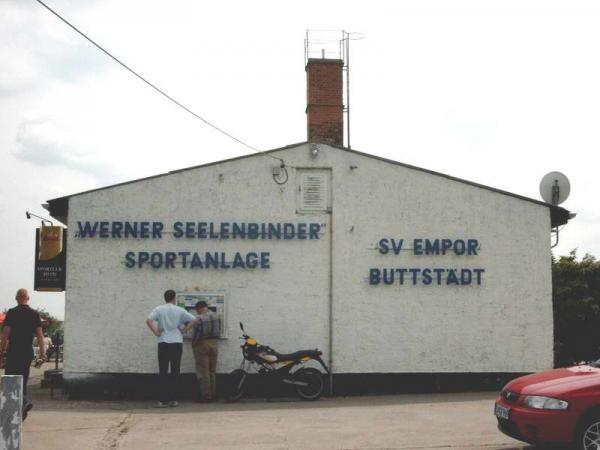 „WERNER SEELENBINDER"
SPORTANLAGE
SV EMPOR
BUTTSTÄDT